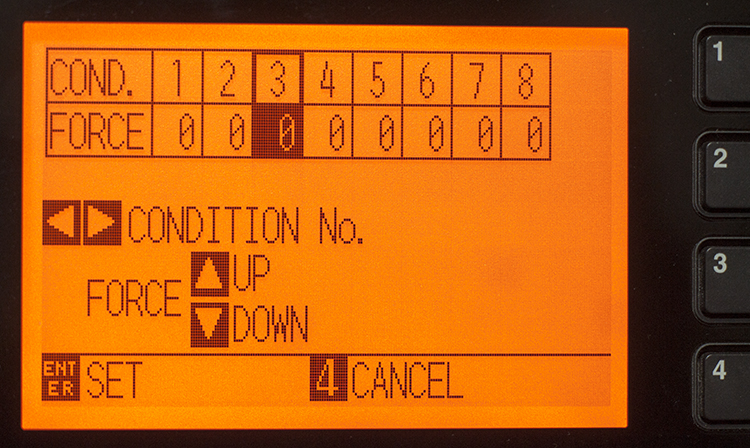 COND. 1 2 3 4 5 6 7 8
FORCE 0 0 0 0 0 0 0 0
CONDITION No.
FORCE
UP
DOWN
ENTER SET
4 CANCEL
1
2
3
4